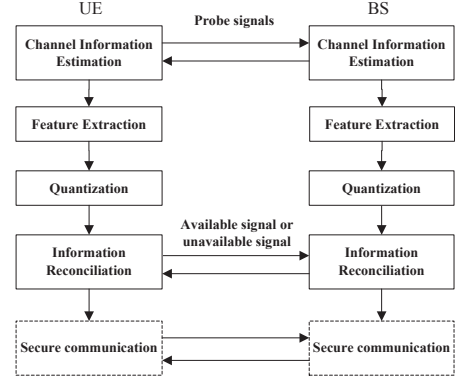 UE
BS
Probe signals
Channel Information
Estimation
Channel Information
Estimation
Feature Extraction
Feature Extraction
Quantization
Quantization
Available signal or
unavailable signal
Information
Reconciliation
Information
Reconciliation
Secure communication
Secure communication